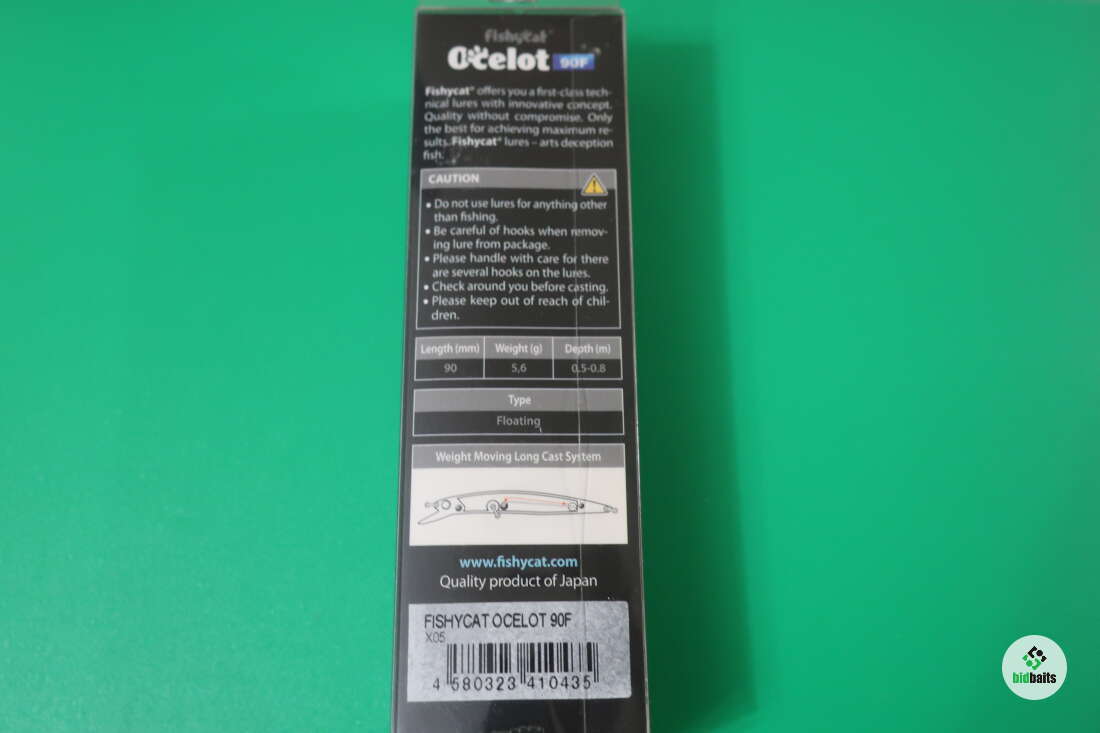 fishycat®
Ocelot 90F
Fishycat® offers you a first-class tech-
nical lures with innovative concept.
Quality without compromise. Only
the best for achieving maximum re-
sults. Fishycat® lures – arts deception
fish.
CAUTION
• Do not use lures for anything other
than fishing.
• Be careful of hooks when remov-
ing lure from package.
• Please handle with care for there
are several hooks on the lures.
• Check around you before casting.
• Please keep out of reach of chil-
dren.
Length (mm) Weight (g) Depth (m)
90 5,6 0.5-0.8
Type
Floating
Weight Moving Long Cast System
www.fishycat.com
Quality product of Japan
FISHYCAT OCELOT 90F
X05
4 580323 410435
bidbaits